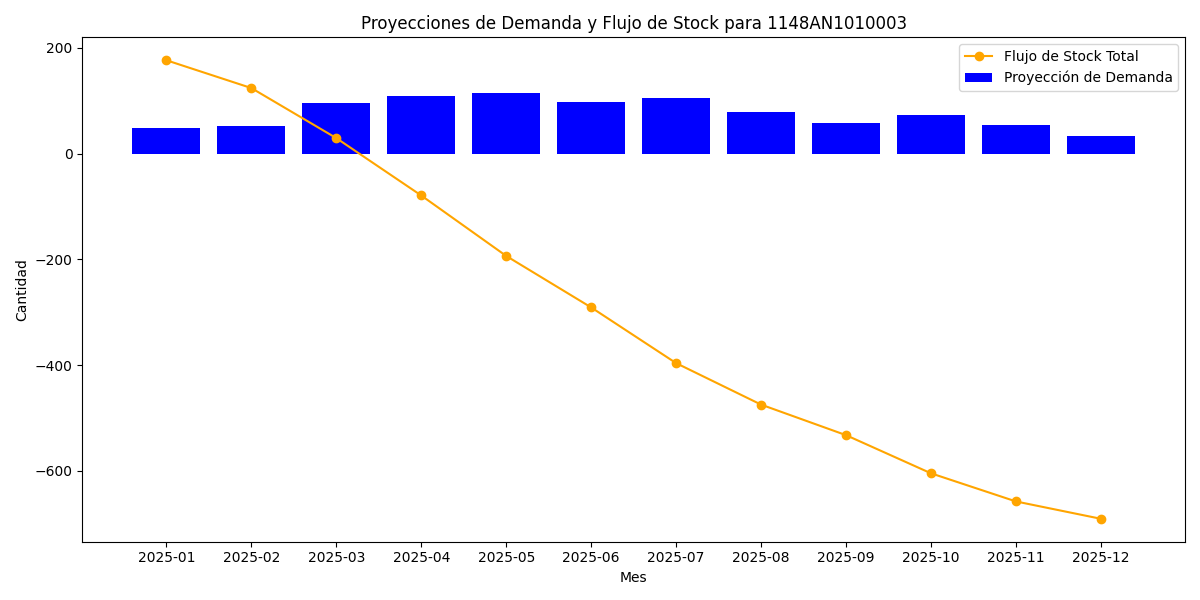 Proyecciones de Demanda y Flujo de Stock para 1148AN1010003
Flujo de Stock Total
Proyección de Demanda
200
0
−200
−400
−600
Cantidad
2025-01 2025-02 2025-03 2025-04 2025-05 2025-06 2025-07 2025-08 2025-09 2025-10 2025-11 2025-12
Mes